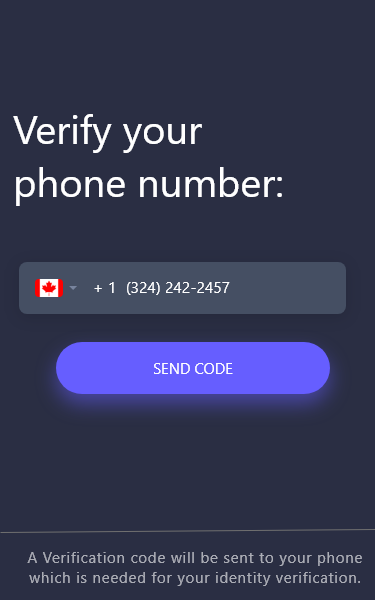 Verify your
phone number:
+ 1 (324) 242-2457
SEND CODE
A Verification code will be sent to your phone
which is needed for your identity verification.